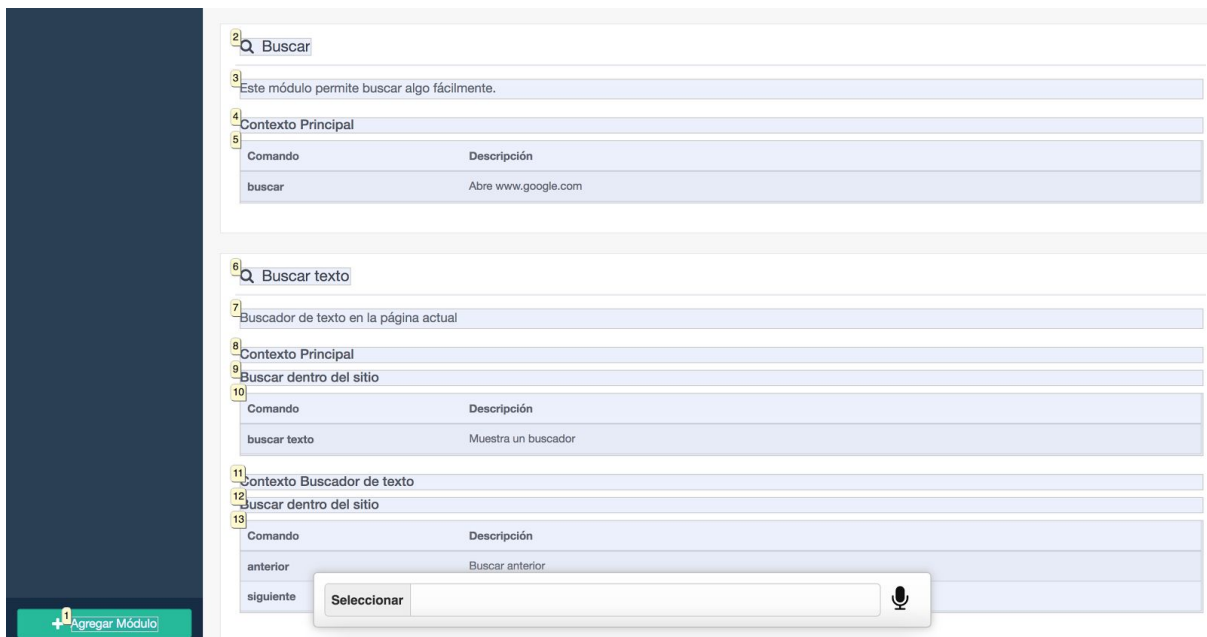 2
Buscar
3
Este módulo permite buscar algo fácilmente.
4
Contexto Principal
5
Comando Descripción
buscar Abre www.google.com
6
Buscar texto
7
Buscador de texto en la página actual
8
Contexto Principal
9
Buscar dentro del sitio
10
Comando Descripción
buscar texto Muestra un buscador
11
Contexto Buscador de texto
12
Buscar dentro del sitio
13
Comando Descripción
anterior Buscar anterior
siguiente
Seleccionar
1
Agregar Módulo